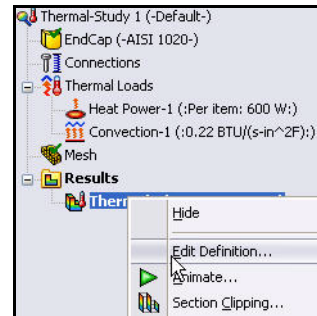 Thermal-Study 1 (-Default-)
EndCap (-AISI 1020-)
Connections
Thermal Loads
Heat Power-1 (:Per item: 600 W:)
Convection-1 (:0.22 BTU/(s-in^2F):)
Mesh
Results
Hide
Edit Definition...
Animate...
Section Clipping...